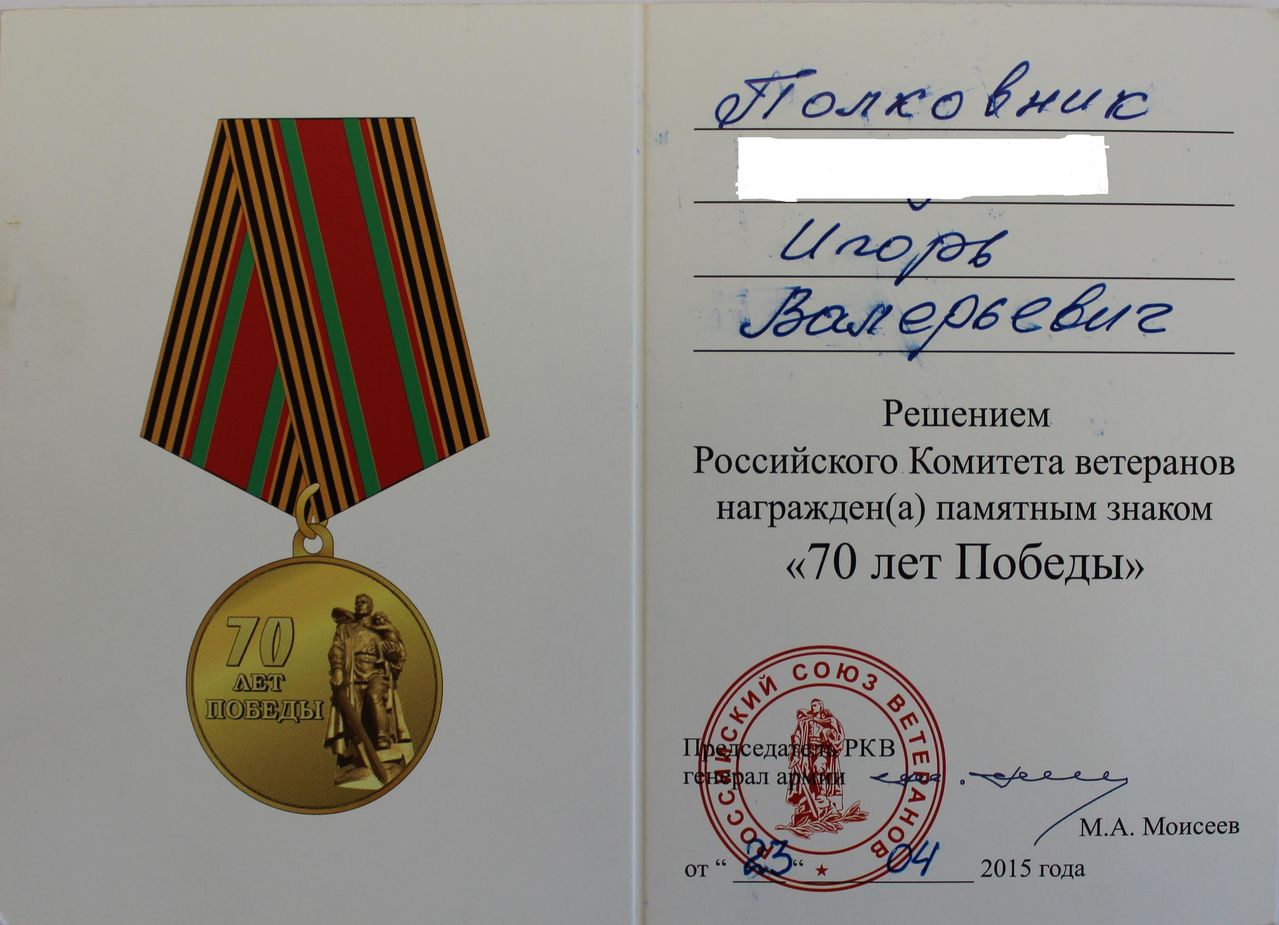 70
ЛЕТ
ПОБЕДЫ
Полковник
Игорь
Валерьевич
Решением
Российского Комитета ветеранов
награжден(а) памятным знаком
«70 лет Победы»
РОССИЙСКИЙ СОЮЗ ВЕТЕРАНОВ
Председатель РКВ
генерал армии
М.А. Моисеев
от “ 23 “ 04 2015 года